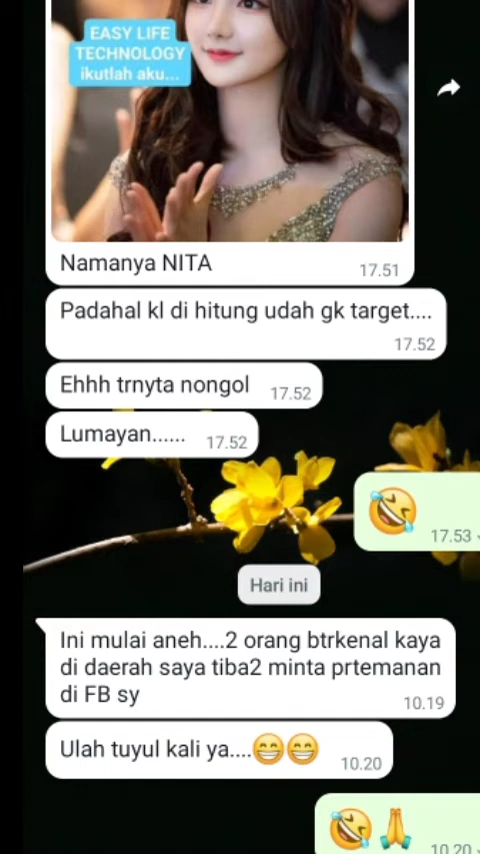 EASY LIFE
TECHNOLOGY
ikutlah aku...
Namanya NITA
17.51
Padahal kl di hitung udah gk target....
17.52
Ehhh trnyta nongol 17.52
Lumayan...... 17.52
17.53
Hari ini
Ini mulai aneh....2 orang btrkenal kaya
di daerah saya tiba2 minta prtemanan
di FB sy
10.19
Ulah tuyul kali ya....😁😁 10.20
10.20